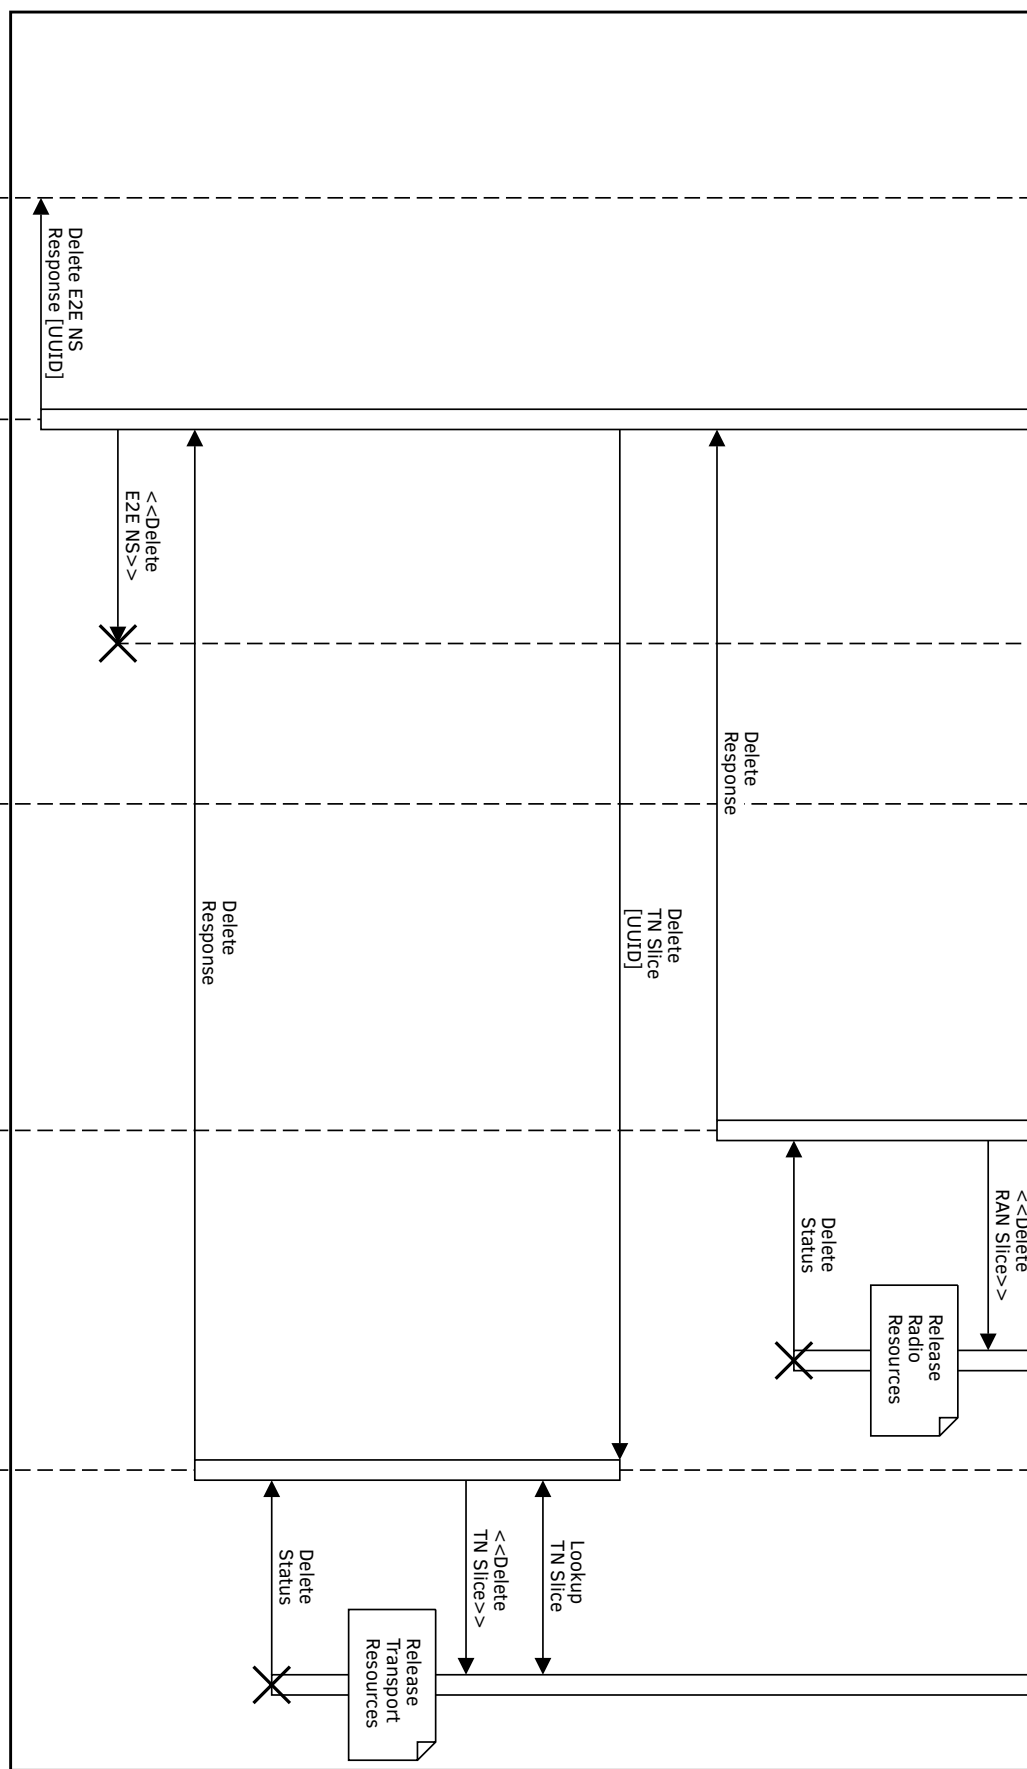 <<Delete
RAN Slice>>
Release
Radio
Resources
Delete
Status
Delete
Response
Delete
TN Slice
[UUID]
Lookup
TN Slice
<<Delete
TN Slice>>
Release
Transport
Resources
Delete
Status
Delete
Response
<<Delete
E2E NS>>
Delete E2E NS
Response [UUID]